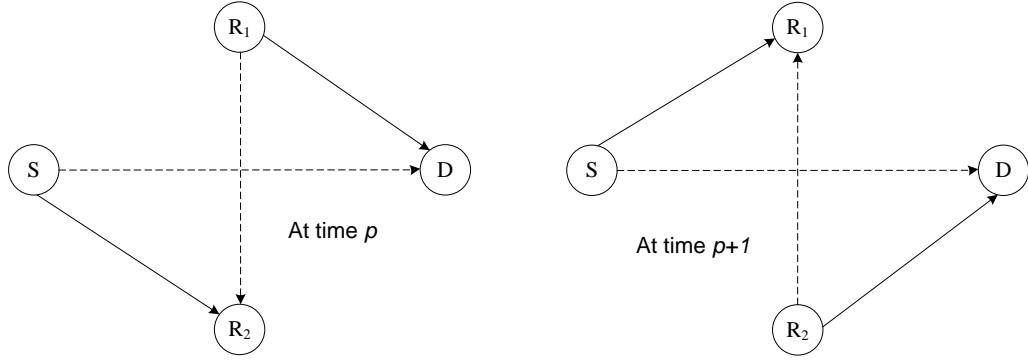 R₁
S
D
R₂
At time p
R₁
S
D
R₂
At time p+1